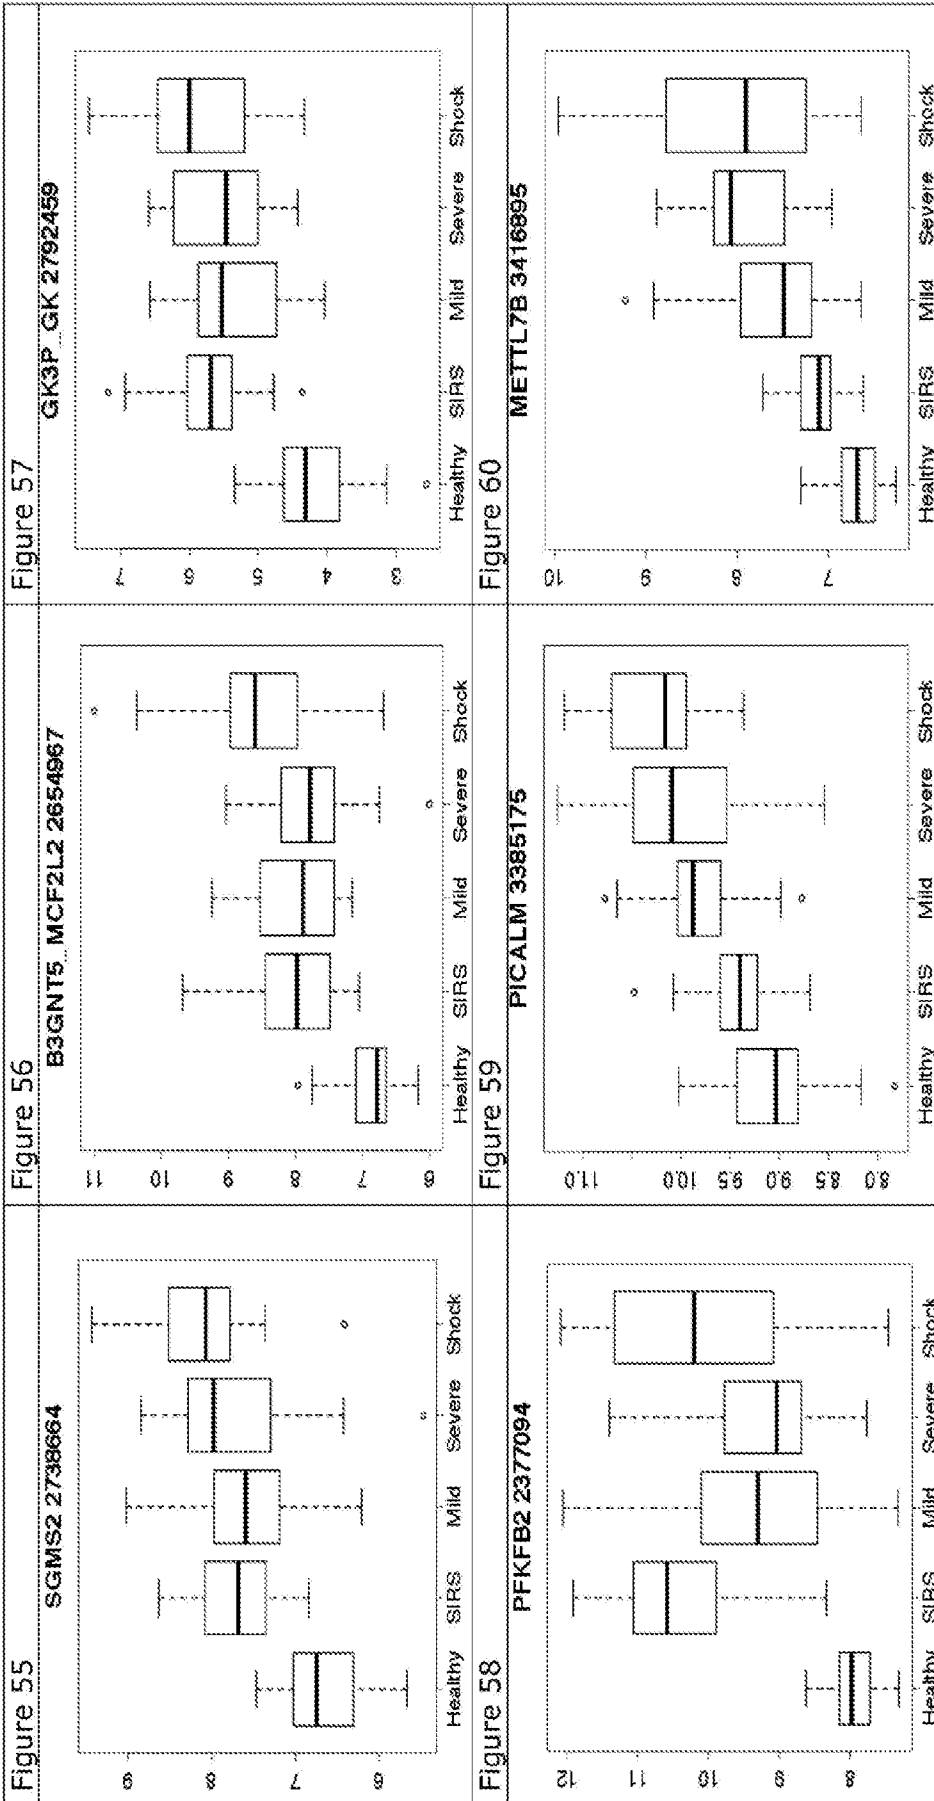 Figure 55
SGMS2 2738664
9
8
7
6
Healthy SIRS Mild Severe Shock
Figure 56
B3GNT5_MCF2L2 2654967
11
10
9
8
7
6
Healthy SIRS Mild Severe Shock
Figure 57
GK3P_GK 2792459
7
6
5
4
3
Healthy SIRS Mild Severe Shock
Figure 58
PFKFB2 2377094
12
11
10
9
8
Healthy SIRS Mild Severe Shock
Figure 59
PICALM 3385175
11.0
10.0
9.5
9.0
8.5
8.0
Healthy SIRS Mild Severe Shock
Figure 60
METTL7B 3416895
10
9
8
7
Healthy SIRS Mild Severe Shock